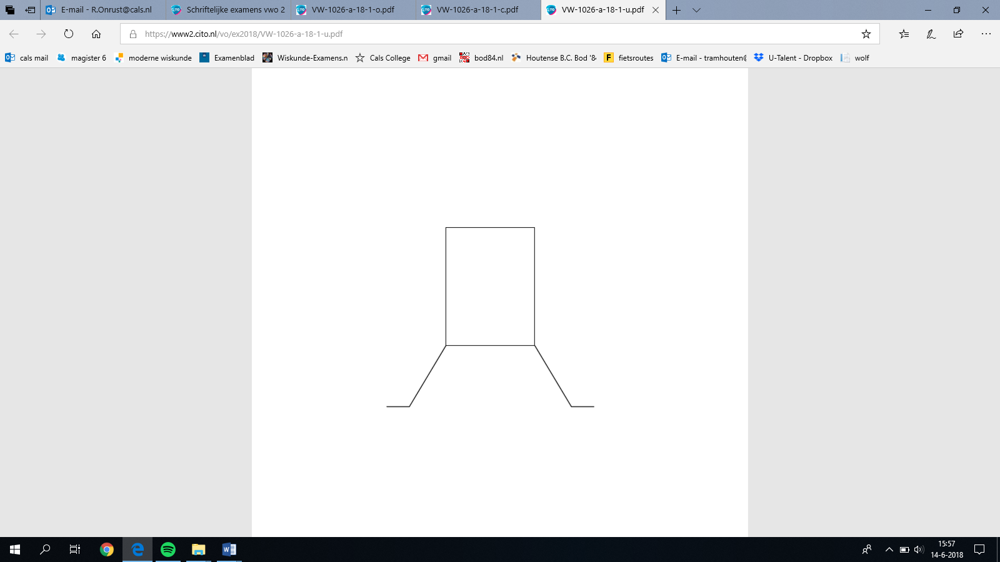 E-mail - R.Onrust@cals.nl Schriftelijke examens vwo 2 VW-1026-a-18-1-o.pdf VW-1026-a-18-1-c.pdf VW-1026-a-18-1-u.pdf
https://www2.cito.nl/vo/ex2018/VW-1026-a-18-1-u.pdf
cals mail magister 6 moderne wiskunde Examenblad Wiskunde-Examens.n Cals College gmail bod84.nl Houtense B.C. Bod '84 fietsroutes E-mail - tramhouten@ U-Talent - Dropbox wolf
15:57
14-6-2018